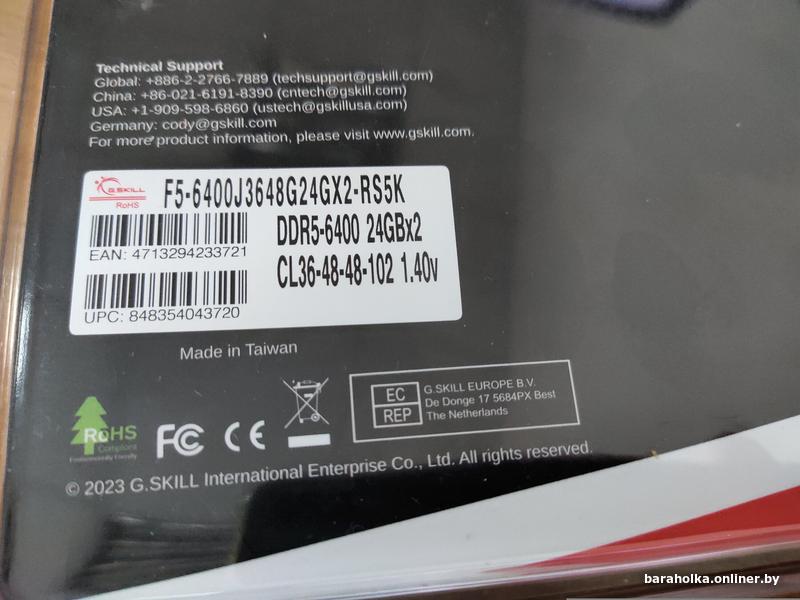 Technical Support
Global: +886-2-2766-7889 (techsupport@gskill.com)
China: +86-021-6191-8390 (cntech@gskill.com)
USA: +1-909-598-6860 (ustech@gskillusa.com)
Germany: cody@gskill.com
For more product information, please visit www.gskill.com.
G.SKILL
RoHS
F5-6400J3648G24GX2-RS5K
DDR5-6400 24GBx2
CL36-48-48-102 1.40v
EAN: 4713294233721
UPC: 848354043720
Made in Taiwan
RoHS
Compliant
Environmentally Friendly
FC
CE
EC
REP
G.SKILL EUROPE B.V.
De Donge 17 5684PX Best
The Netherlands
© 2023 G.SKILL International Enterprise Co., Ltd. All rights reserved.
baraholka.onliner.by